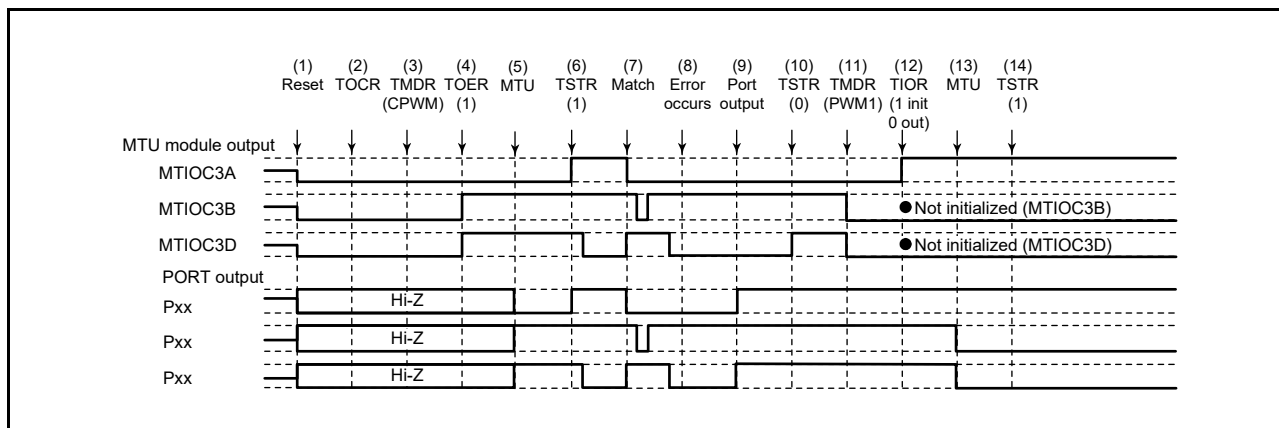 (1) (2) (3) (4) (5) (6) (7) (8) (9) (10) (11) (12) (13) (14)
Reset TOCR TMDR TOER MTU TSTR Match Error Port TSTR TMDR TIOR MTU TSTR
(CPWM) (1) (1) occurs output (0) (PWM1) (1 init (1)
0 out)
MTU module output
MTIOC3A
MTIOC3B ●Not initialized (MTIOC3B)
MTIOC3D ●Not initialized (MTIOC3D)
PORT output
Pxx Hi-Z
Pxx Hi-Z
Pxx Hi-Z